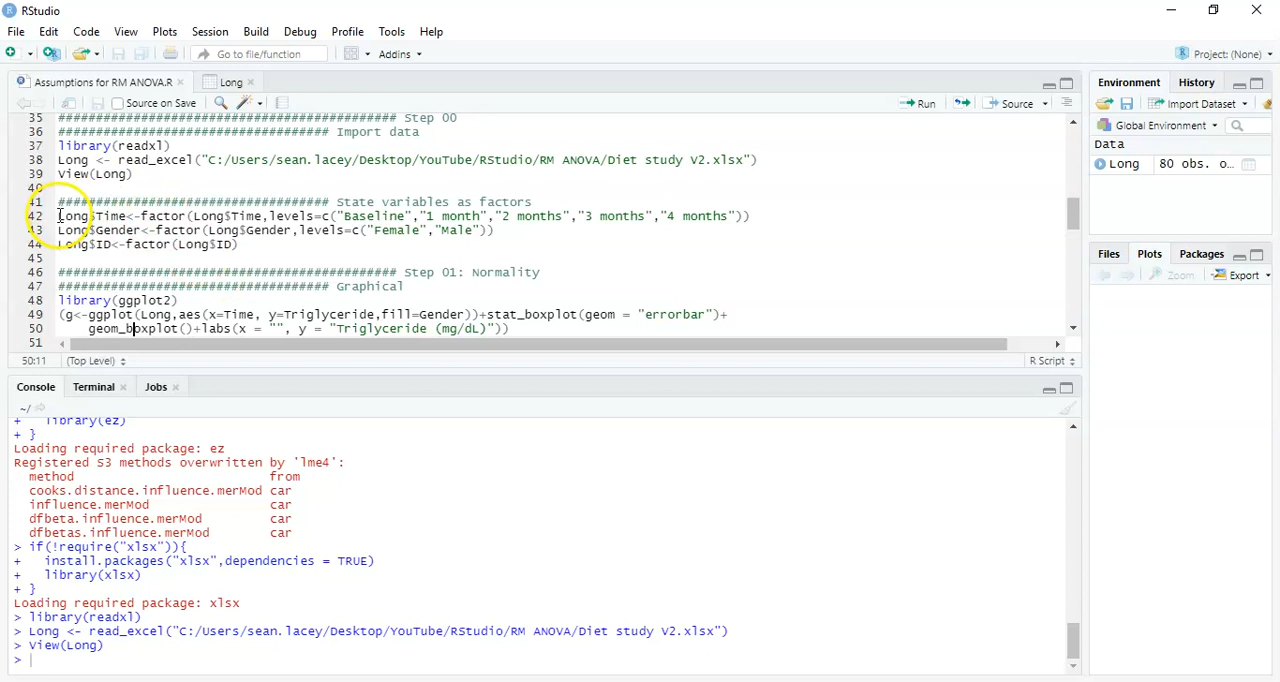 RStudio
File Edit Code View Plots Session Build Debug Profile Tools Help
Go to file/function Addins Project: (None)
Assumptions for RM ANOVA.R Long
Source on Save Run Source
35 ############################################# Step 00
36 #################################### Import data
37 library(readxl)
38 Long <- read_excel("C:/Users/sean.lacey/Desktop/YouTube/RStudio/RM ANOVA/Diet study V2.xlsx")
39 View(Long)
40
41 #################################### State variables as factors
42 Long$Time<-factor(Long$Time,levels=c("Baseline","1 month","2 months","3 months","4 months"))
43 Long$Gender<-factor(Long$Gender,levels=c("Female","Male"))
44 Long$ID<-factor(Long$ID)
45
46 ############################################# Step 01: Normality
47 #################################### Graphical
48 library(ggplot2)
49 (g<-ggplot(Long,aes(x=Time, y=Triglyceride,fill=Gender))+stat_boxplot(geom = "errorbar")+
50 geom_boxplot()+labs(x = "", y = "Triglyceride (mg/dL)"))
51
50:11 (Top Level) R Script
Console Terminal Jobs
~/
+   library(ez)
+ }
Loading required package: ez
Registered S3 methods overwritten by 'lme4':
method from
cooks.distance.influence.merMod car
influence.merMod car
dfbeta.influence.merMod car
dfbetas.influence.merMod car
> if(!require("xlsx")){
+   install.packages("xlsx",dependencies = TRUE)
+   library(xlsx)
+ }
Loading required package: xlsx
> library(readxl)
> Long <- read_excel("C:/Users/sean.lacey/Desktop/YouTube/RStudio/RM ANOVA/Diet study V2.xlsx")
> View(Long)
>
Environment History
Import Dataset
Global Environment
Data
Long 80 obs. o...
Files Plots Packages
Zoom Export